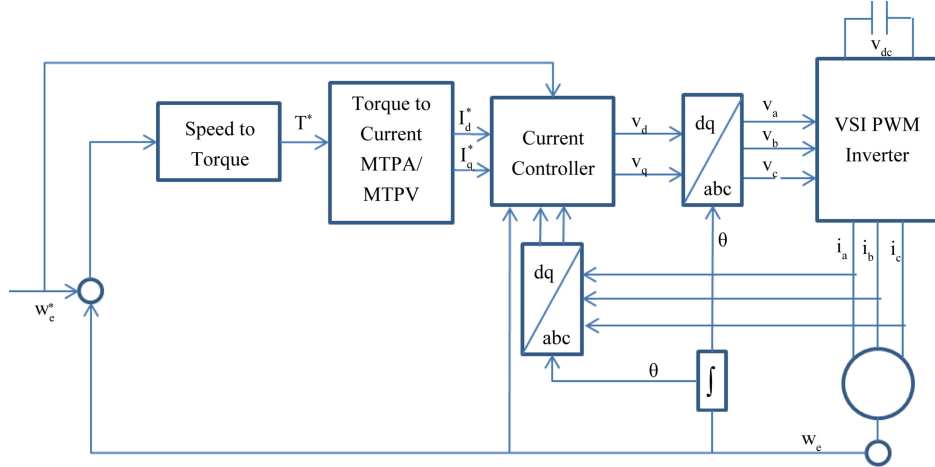 v_dc
Speed to
Torque
T*
Torque to
Current
MTPA/
MTPV
I_d^*
I_q^*
Current
Controller
v_d
v_q
dq
abc
v_a
v_b
v_c
VSI PWM
Inverter
i_a
i_b
i_c
θ
dq
abc
w_e^*
θ
∫
w_e